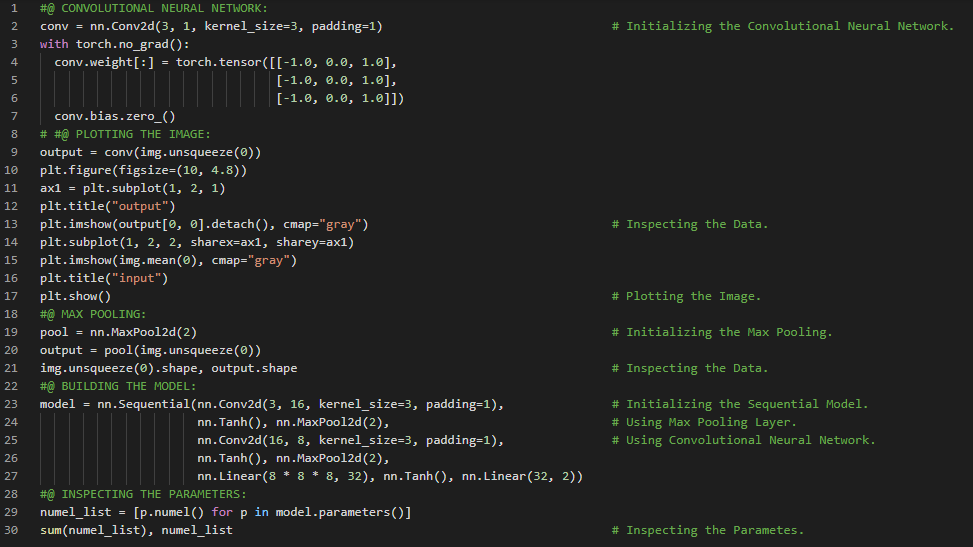 1 #@ CONVOLUTIONAL NEURAL NETWORK:
2 conv = nn.Conv2d(3, 1, kernel_size=3, padding=1) # Initializing the Convolutional Neural Network.
3 with torch.no_grad():
4 conv.weight[:] = torch.tensor([[-1.0, 0.0, 1.0],
5 [-1.0, 0.0, 1.0],
6 [-1.0, 0.0, 1.0]])
7 conv.bias.zero_()
8 # #@ PLOTTING THE IMAGE:
9 output = conv(img.unsqueeze(0))
10 plt.figure(figsize=(10, 4.8))
11 ax1 = plt.subplot(1, 2, 1)
12 plt.title("output")
13 plt.imshow(output[0, 0].detach(), cmap="gray") # Inspecting the Data.
14 plt.subplot(1, 2, 2, sharex=ax1, sharey=ax1)
15 plt.imshow(img.mean(0), cmap="gray")
16 plt.title("input")
17 plt.show() # Plotting the Image.
18 #@ MAX POOLING:
19 pool = nn.MaxPool2d(2) # Initializing the Max Pooling.
20 output = pool(img.unsqueeze(0))
21 img.unsqueeze(0).shape, output.shape # Inspecting the Data.
22 #@ BUILDING THE MODEL:
23 model = nn.Sequential(nn.Conv2d(3, 16, kernel_size=3, padding=1), # Initializing the Sequential Model.
24 nn.Tanh(), nn.MaxPool2d(2), # Using Max Pooling Layer.
25 nn.Conv2d(16, 8, kernel_size=3, padding=1), # Using Convolutional Neural Network.
26 nn.Tanh(), nn.MaxPool2d(2),
27 nn.Linear(8 * 8 * 8, 32), nn.Tanh(), nn.Linear(32, 2))
28 #@ INSPECTING THE PARAMETERS:
29 numel_list = [p.numel() for p in model.parameters()]
30 sum(numel_list), numel_list # Inspecting the Parametes.